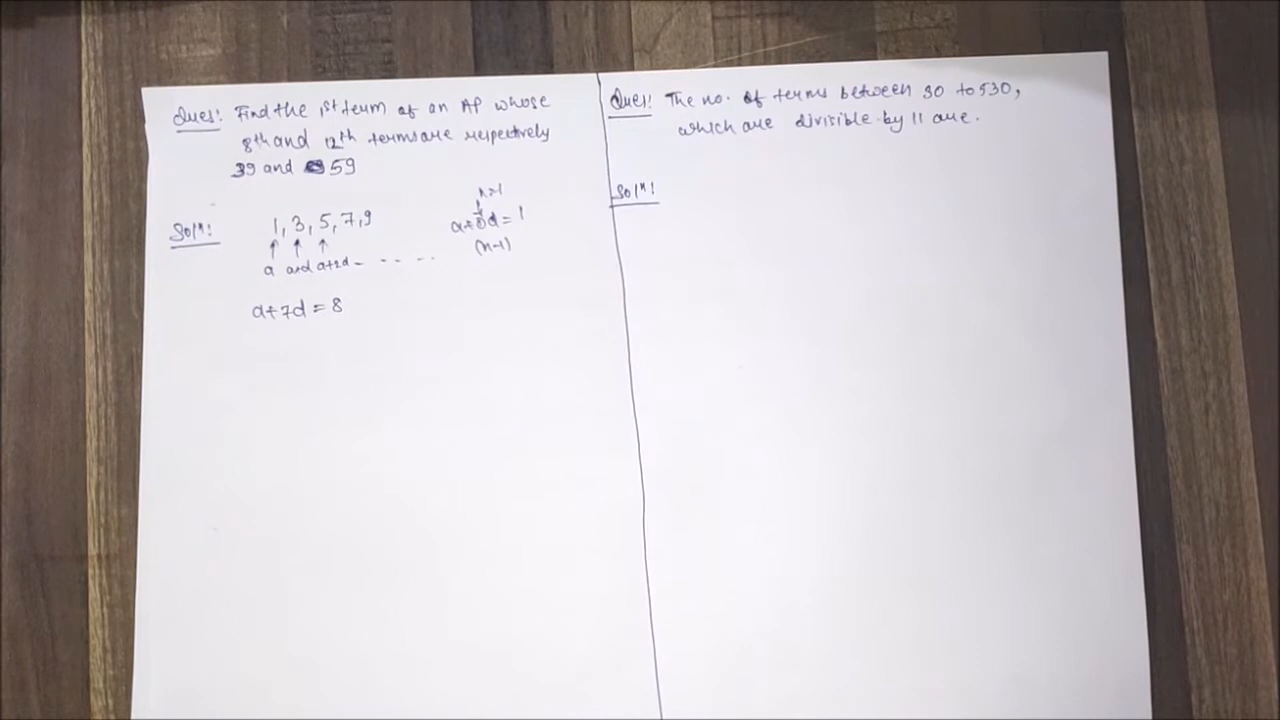 Ques: Find the 1st term of an AP whose
8th and 12th terms are respectively
39 and 59
Soln:
1, 3, 5, 7, 9
a a+d a+2d - - - - - -
n=1
a+0d = 1
(n-1)
a+7d = 8
Ques: The no. of terms between 30 to 530,
which are divisible by 11 are.
Soln: